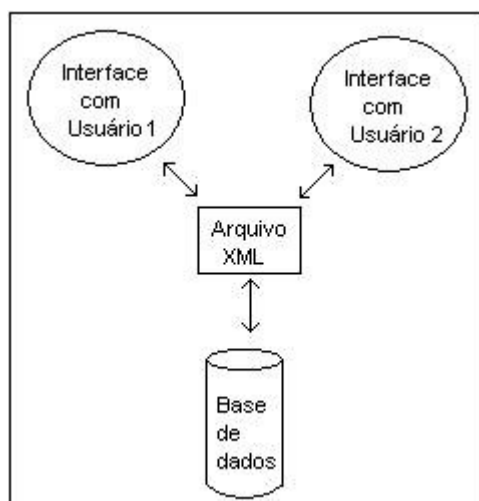 Interface
com
Usuário 1
Interface
com
Usuário 2
Arquivo
XML
Base
de
dados